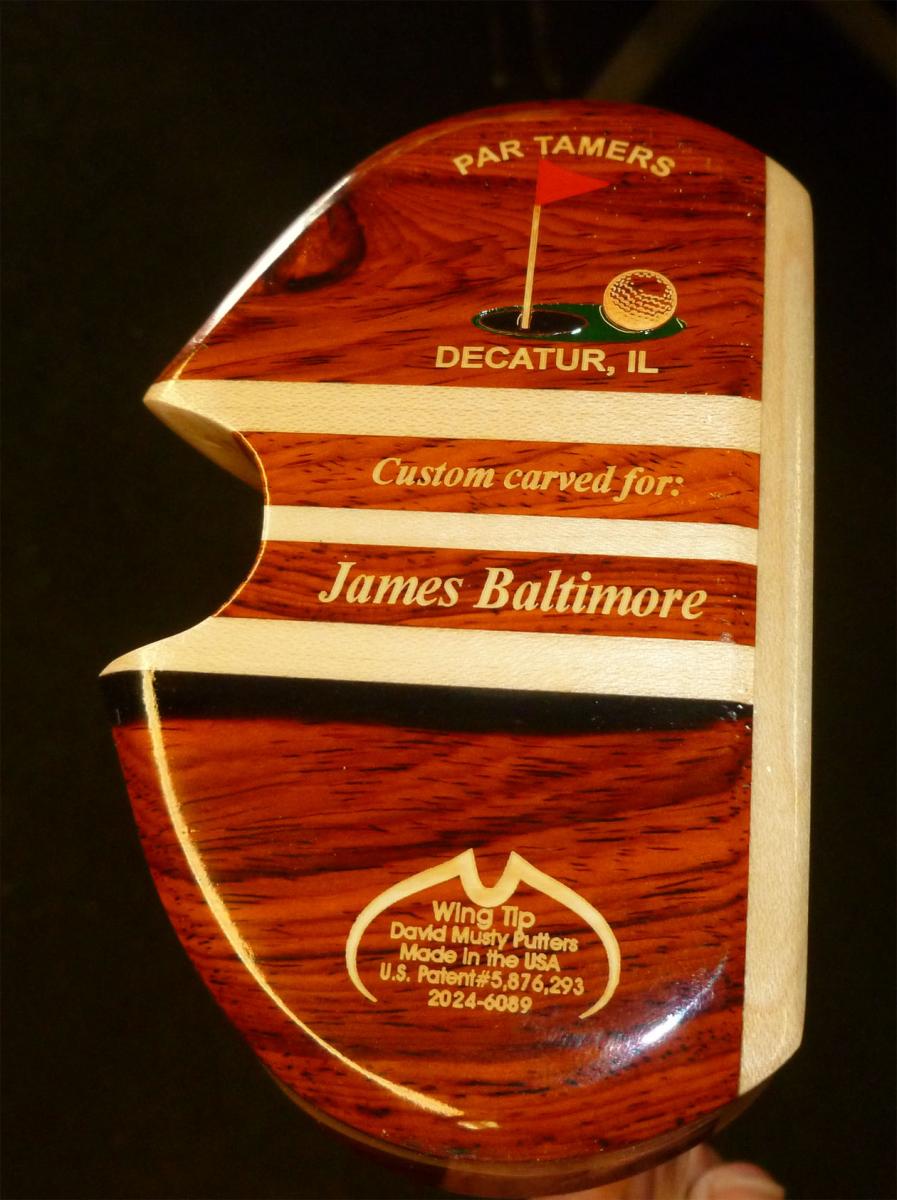 PAR TAMERS
DECATUR, IL
Custom carved for:
James Baltimore
Wing Tip
David Musty Putters
Made in the USA
U.S. Patent#5,876,293
2024-6089